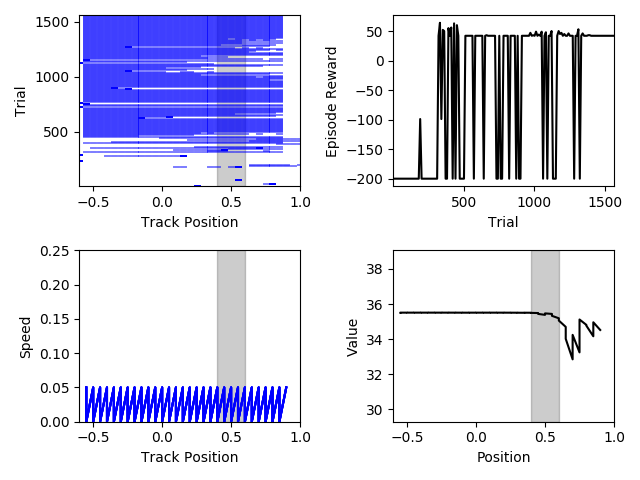 1500
1000
500
Trial
−0.5 0.0 0.5 1.0
Track Position
50
0
−50
−100
−150
−200
Episode Reward
500 1000 1500
Trial
0.25
0.20
0.15
0.10
0.05
0.00
Speed
−0.5 0.0 0.5 1.0
Track Position
38
36
34
32
30
Value
−0.5 0.0 0.5 1.0
Position